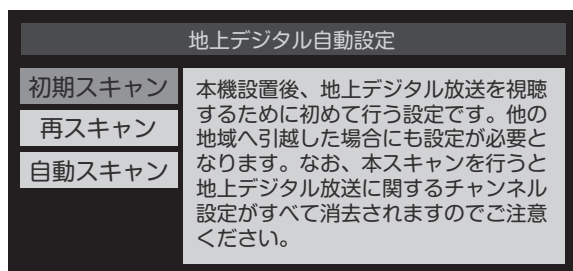 地上デジタル自動設定
初期スキャン
再スキャン
自動スキャン
本機設置後、地上デジタル放送を視聴
するために初めて行う設定です。他の
地域へ引越した場合にも設定が必要と
なります。なお、本スキャンを行うと
地上デジタル放送に関するチャンネル
設定がすべて消去されますのでご注意
ください。